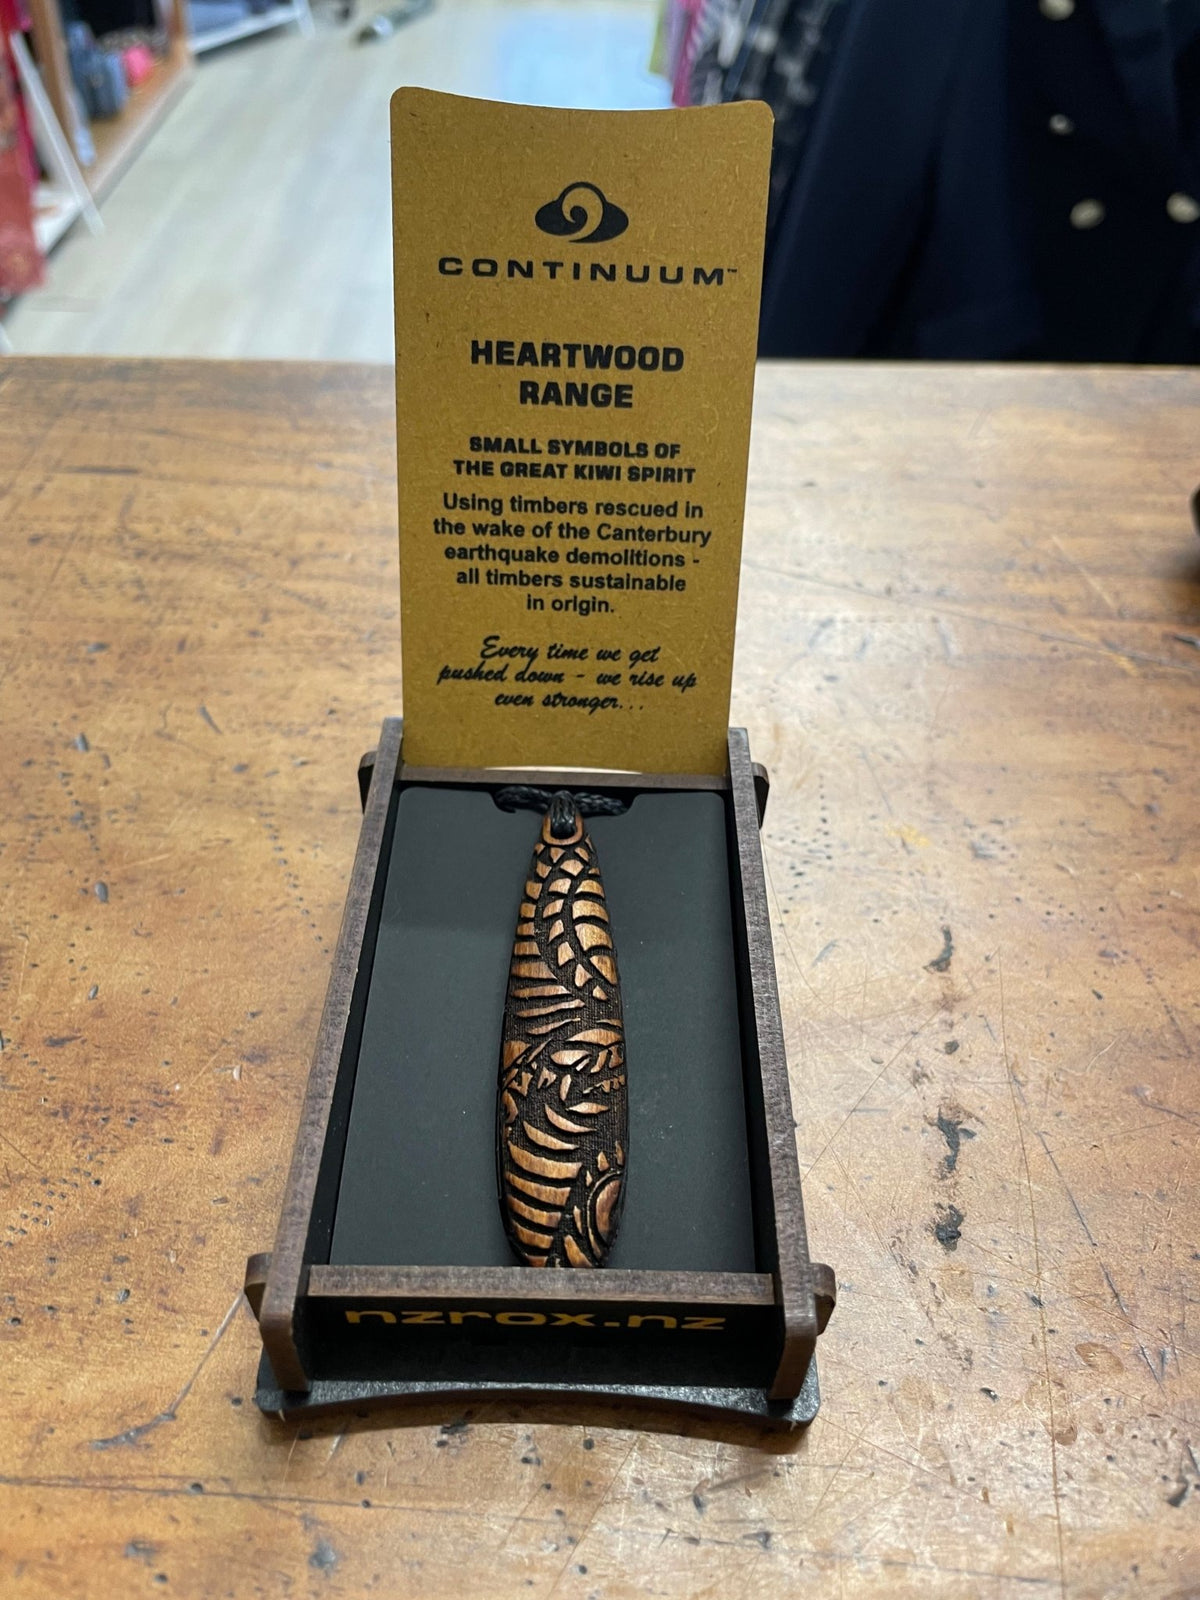 CONTINUUM™
HEARTWOOD
RANGE
SMALL SYMBOLS OF
THE GREAT KIWI SPIRIT
Using timbers rescued in
the wake of the Canterbury
earthquake demolitions -
all timbers sustainable
in origin.
Every time we get
pushed down - we rise up
even stronger...
nzrox.nz